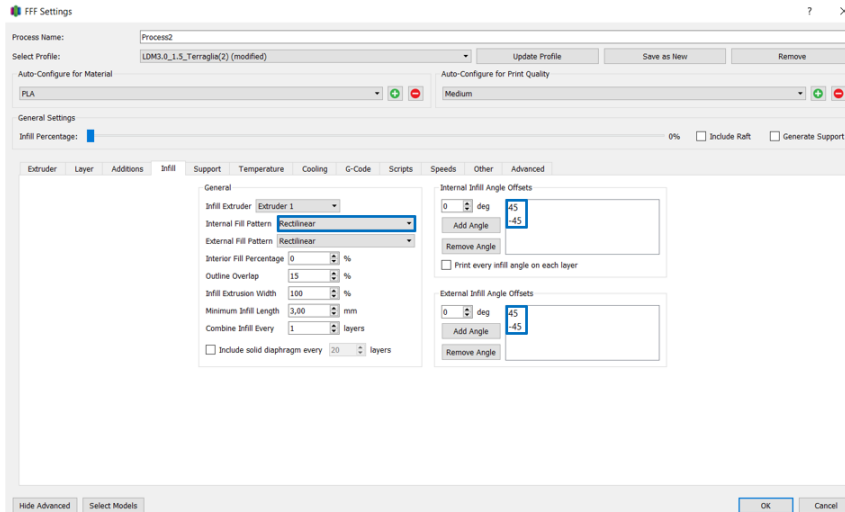 FFF Settings
?
Process Name: Process2
Select Profile: LDM3.0_1.5_Terraglia(2) (modified) Update Profile Save as New Remove
Auto-Configure for Material Auto-Configure for Print Quality
PLA Medium
General Settings
Infill Percentage: 0% Include Raft Generate Support
Extruder Layer Additions Infill Support Temperature Cooling G-Code Scripts Speeds Other Advanced
General
Infill Extruder Extruder 1
Internal Fill Pattern Rectilinear
External Fill Pattern Rectilinear
Interior Fill Percentage 0 %
Outline Overlap 15 %
Infill Extrusion Width 100 %
Minimum Infill Length 3,00 mm
Combine Infill Every 1 layers
Include solid diaphragm every 20 layers
Internal Infill Angle Offsets
0 deg 45
-45
Add Angle
Remove Angle
Print every infill angle on each layer
External Infill Angle Offsets
0 deg 45
-45
Add Angle
Remove Angle
Hide Advanced Select Models OK Cancel